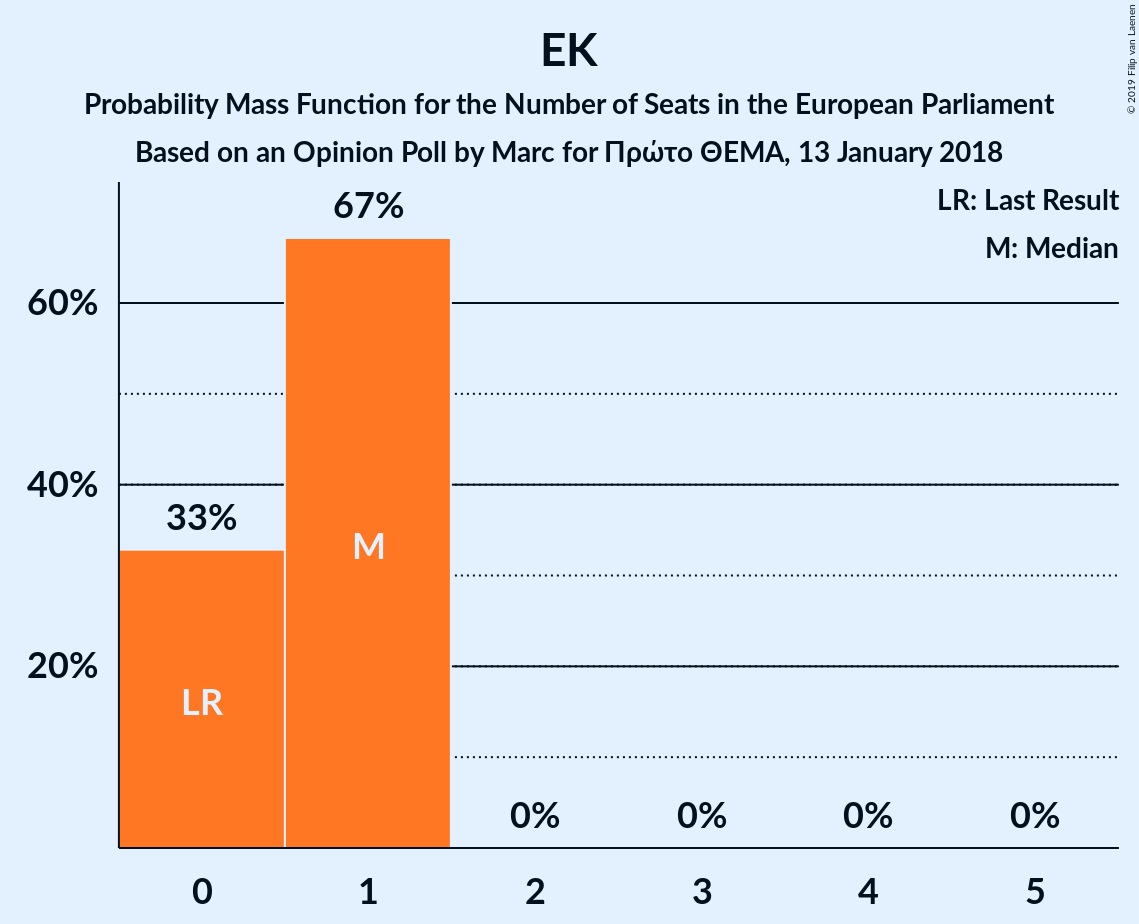 EK
Probability Mass Function for the Number of Seats in the European Parliament
Based on an Opinion Poll by Marc for Πρώτο ΘΕΜΑ, 13 January 2018
© 2019 Filip van Laenen
LR: Last Result
M: Median
67%
60%
40%
33%
M
20%
LR
0% 0% 0% 0%
0 1 2 3 4 5